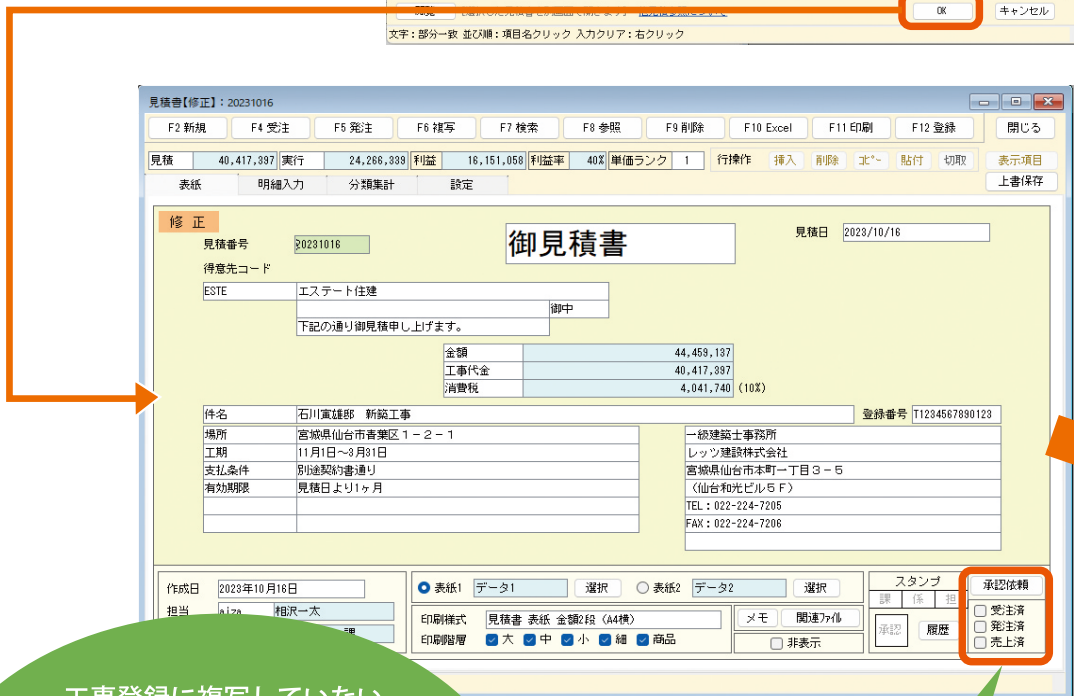 OK キャンセル
文字：部分一致 並び順：項目名クリック 入力クリア：右クリック
見積書【修正】：20231016
F2 新規 F4 受注 F5 発注 F6 複写 F7 検索 F8 参照 F9 削除 F10 Excel F11 印刷 F12 登録 閉じる
見積 40,417,397 実行 24,266,339 利益 16,151,058 利益率 40% 単価ランク 1 行操作 挿入 削除 ｺﾋﾟｰ 貼付 切取 表示項目
表紙 明細入力 分類集計 設定 上書保存
修 正
見積番号 20231016 御見積書 見積日 2023/10/16
得意先コード
ESTE エステート住建
御中
下記の通り御見積申し上げます。
金額 44,459,137
工事代金 40,417,397
消費税 4,041,740 (10%)
件名 石川寅雄邸 新築工事 登録番号 T1234567890123
場所 宮城県仙台市青葉区１－２－１ 一級建築士事務所
工期 11月1日～3月31日 レッツ建設株式会社
支払条件 別途契約書通り 宮城県仙台市本町一丁目３－５
有効期限 見積日より1ヶ月 （仙台和光ビル５Ｆ）
TEL：022-224-7205
FAX：022-224-7206
作成日 2023年10月16日 表紙1 データ1 選択 表紙2 データ2 選択 スタンプ 承認依頼
課 係 担
担当 aiza 相沢一太 印刷様式 見積書 表紙 金額2段（A4横） メモ 関連ﾌｧｲﾙ 承認 履歴 受注済
発注済
課 印刷階層 大 中 小 細 商品 非表示 売上済
工事登録に複写していたい